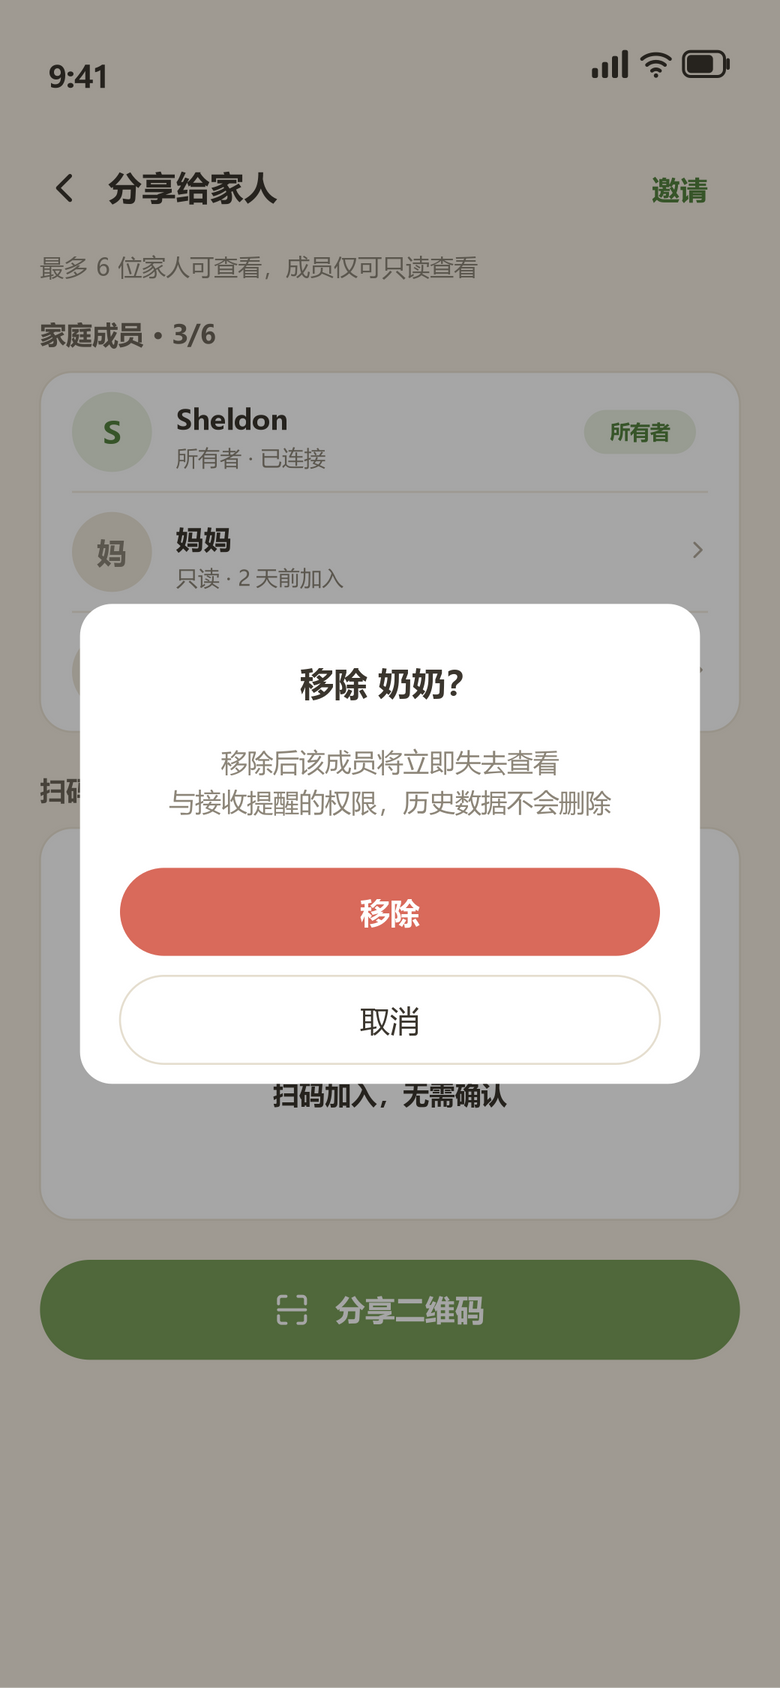 9:41
分享给家人
邀请
最多 6 位家人可查看，成员仅可只读查看
家庭成员 • 3/6
S
Sheldon
所有者 · 已连接
所有者
妈
妈妈
只读 · 2 天前加入
移除 奶奶？
移除后该成员将立即失去查看
与接收提醒的权限，历史数据不会删除
扫码
移除
取消
扫码加入，无需确认
分享二维码